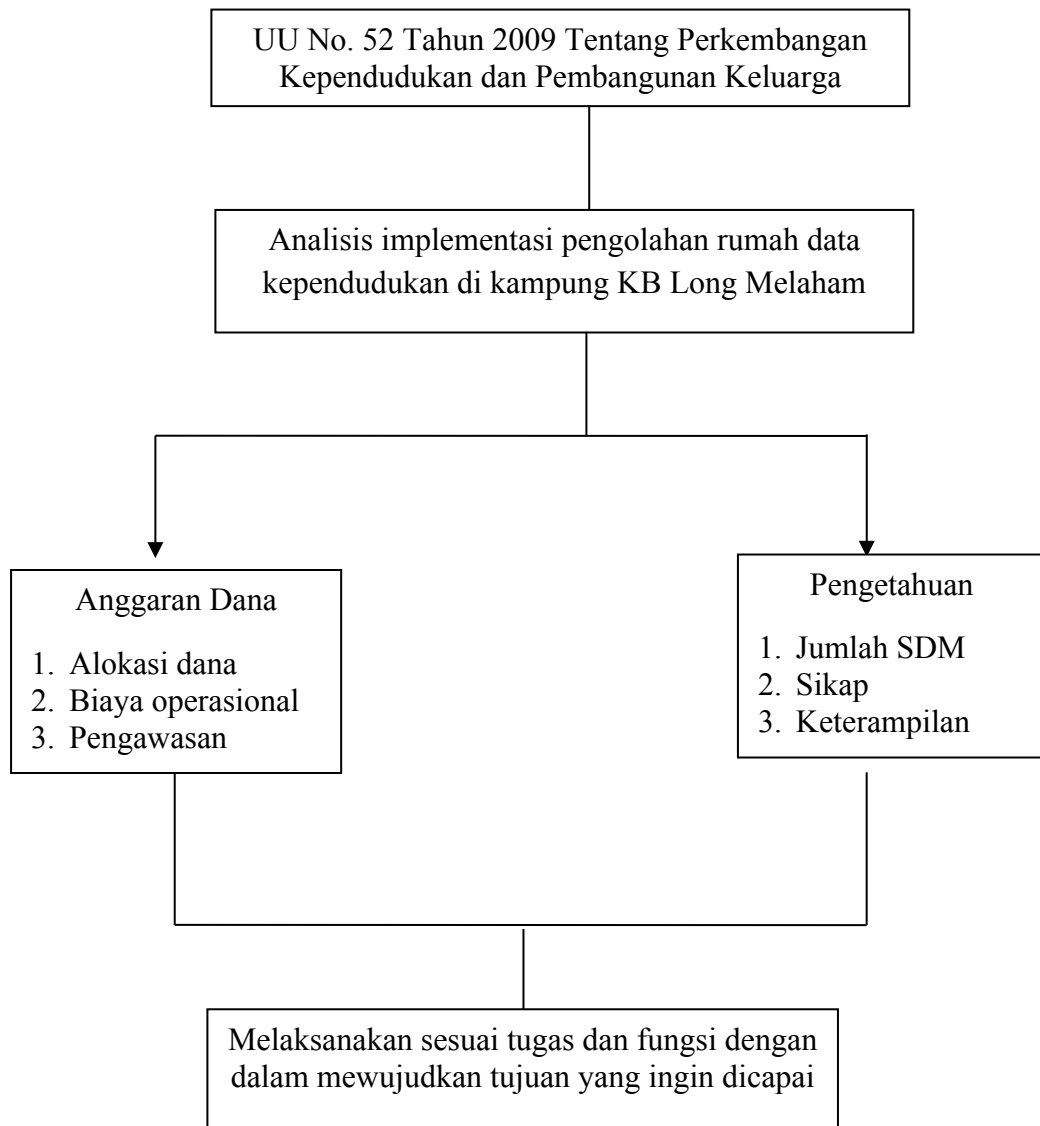 UU No. 52 Tahun 2009 Tentang Perkembangan
Kependudukan dan Pembangunan Keluarga
Analisis implementasi pengolahan rumah data
kependudukan di kampung KB Long Melaham
Anggaran Dana
1. Alokasi dana
2. Biaya operasional
3. Pengawasan
Pengetahuan
1. Jumlah SDM
2. Sikap
3. Keterampilan
Melaksanakan sesuai tugas dan fungsi dengan
dalam mewujudkan tujuan yang ingin dicapai